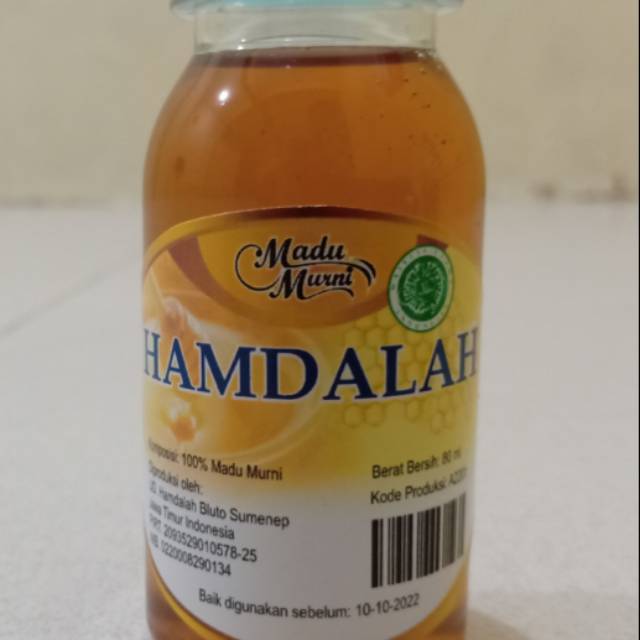 Madu
Murni
HAMDALAH
Komposisi: 100% Madu Murni
Diproduksi oleh:
UD. Hamdalah Bluto Sumenep
Jawa Timur Indonesia
PIRT. 2093529010578-25
0220008290134
Berat Bersih: 80 ml
Kode Produksi:
Baik digunakan sebelum: 10-10-2022